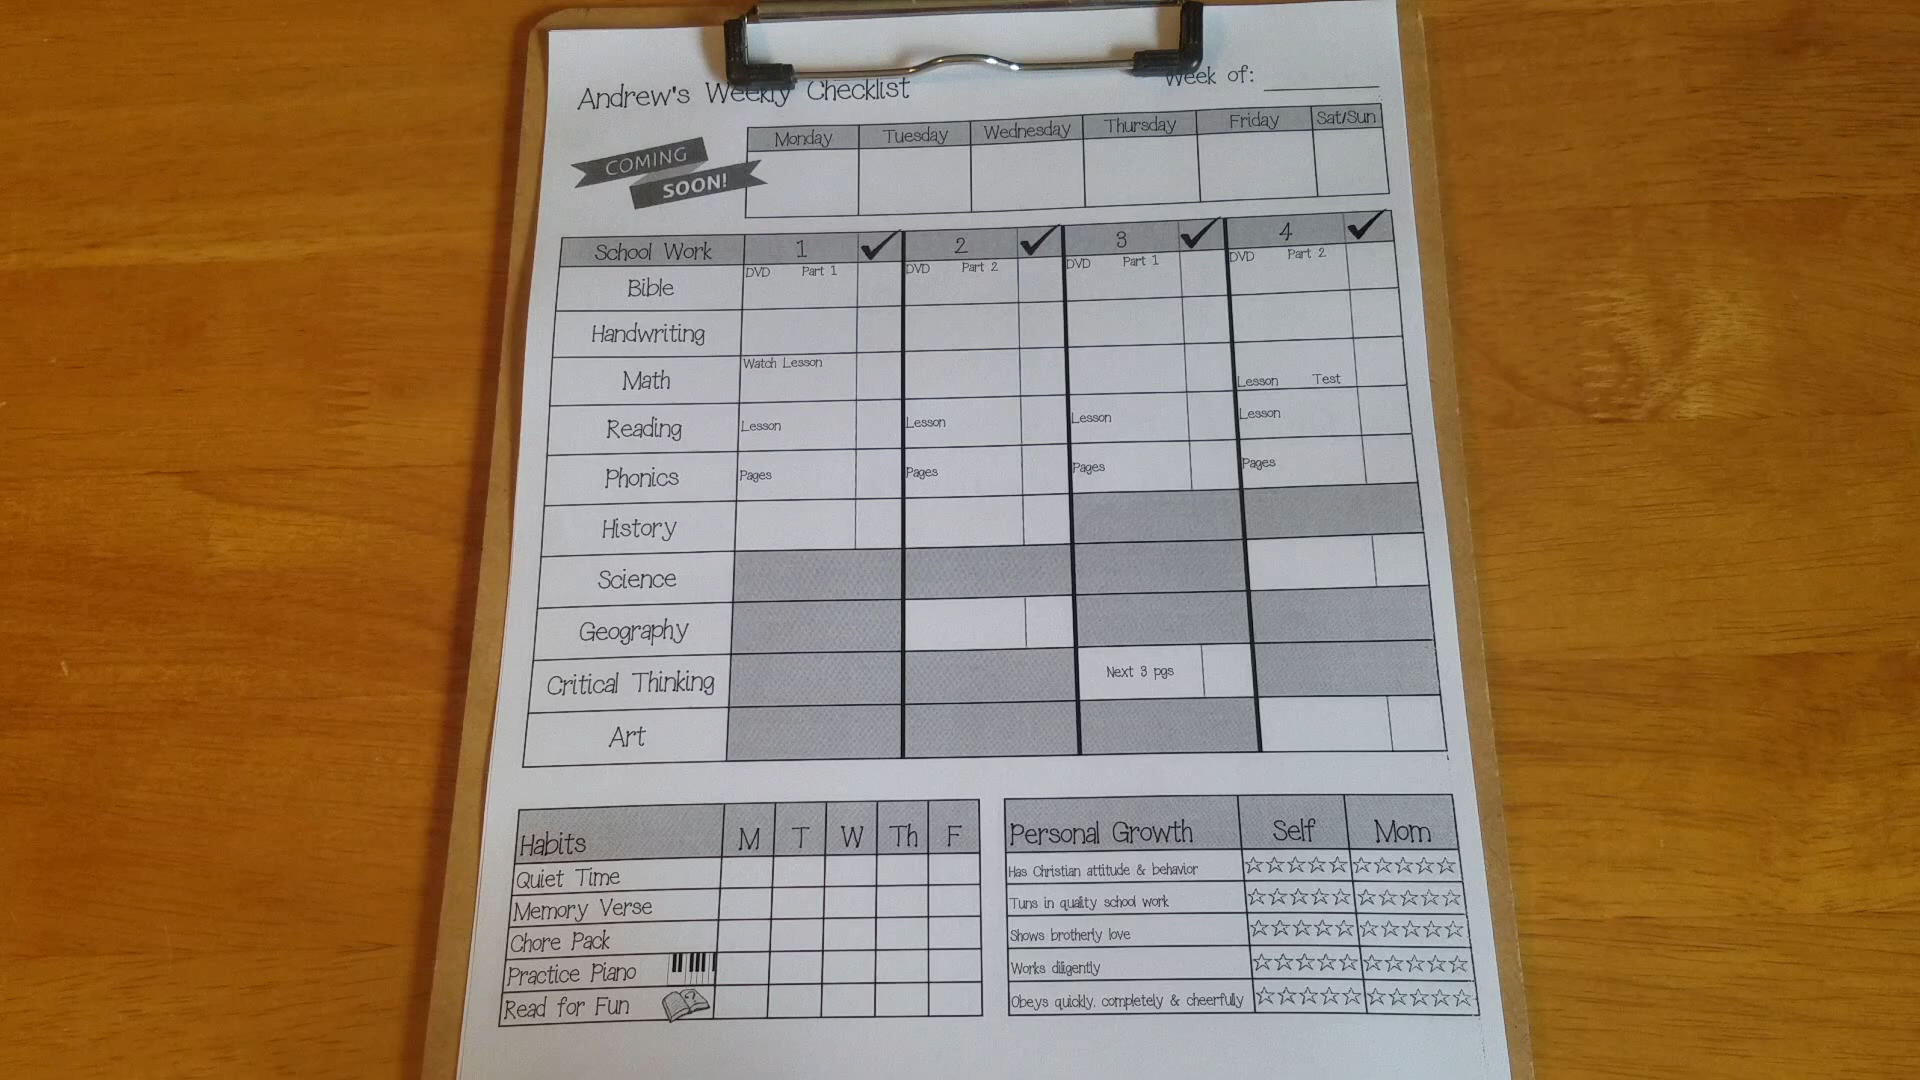 Andrew's Weekly Checklist Week of:
COMING
SOON!
Monday Tuesday Wednesday Thursday Friday Sat/Sun
School Work 1 2 3 4
Bible DVD Part 1 DVD Part 2 DVD Part 1 DVD Part 2
Handwriting
Math Watch Lesson Lesson Test
Reading Lesson Lesson Lesson Lesson
Phonics Pages Pages Pages Pages
History
Science
Geography
Critical Thinking Next 3 pgs
Art
Habits M T W Th F
Quiet Time
Memory Verse
Chore Pack
Practice Piano
Read for Fun
Personal Growth Self Mom
Has Christian attitude & behavior
Tuns in quality school work
Shows brotherly love
Works diligently
Obeys quickly, completely & cheerfully